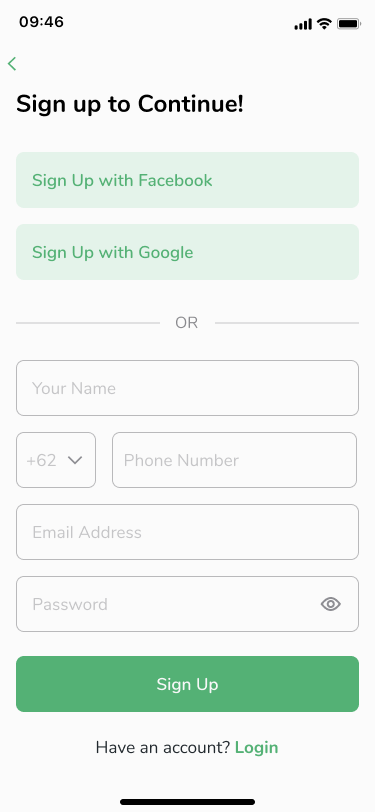 09:46
Sign up to Continue!
Sign Up with Facebook
Sign Up with Google
OR
Your Name
+62 Phone Number
Email Address
Password
Sign Up
Have an account? Login